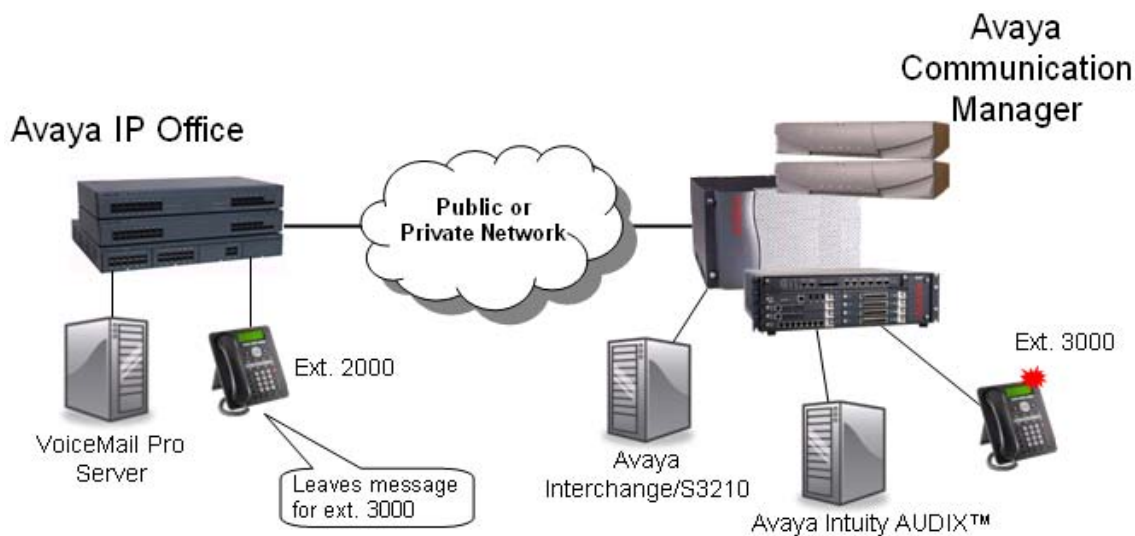 Avaya
Communication
Manager
Avaya IP Office
Public or
Private Network
Ext. 2000
Ext. 3000
VoiceMail Pro
Server
Leaves message
for ext. 3000
Avaya
Interchange/S3210
Avaya Intuity AUDIX™